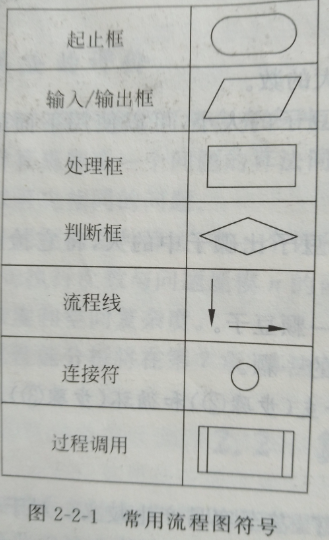 起止框
输入/输出框
处理框
判断框
流程线
连接符
过程调用
图 2-2-1 常用流程图符号